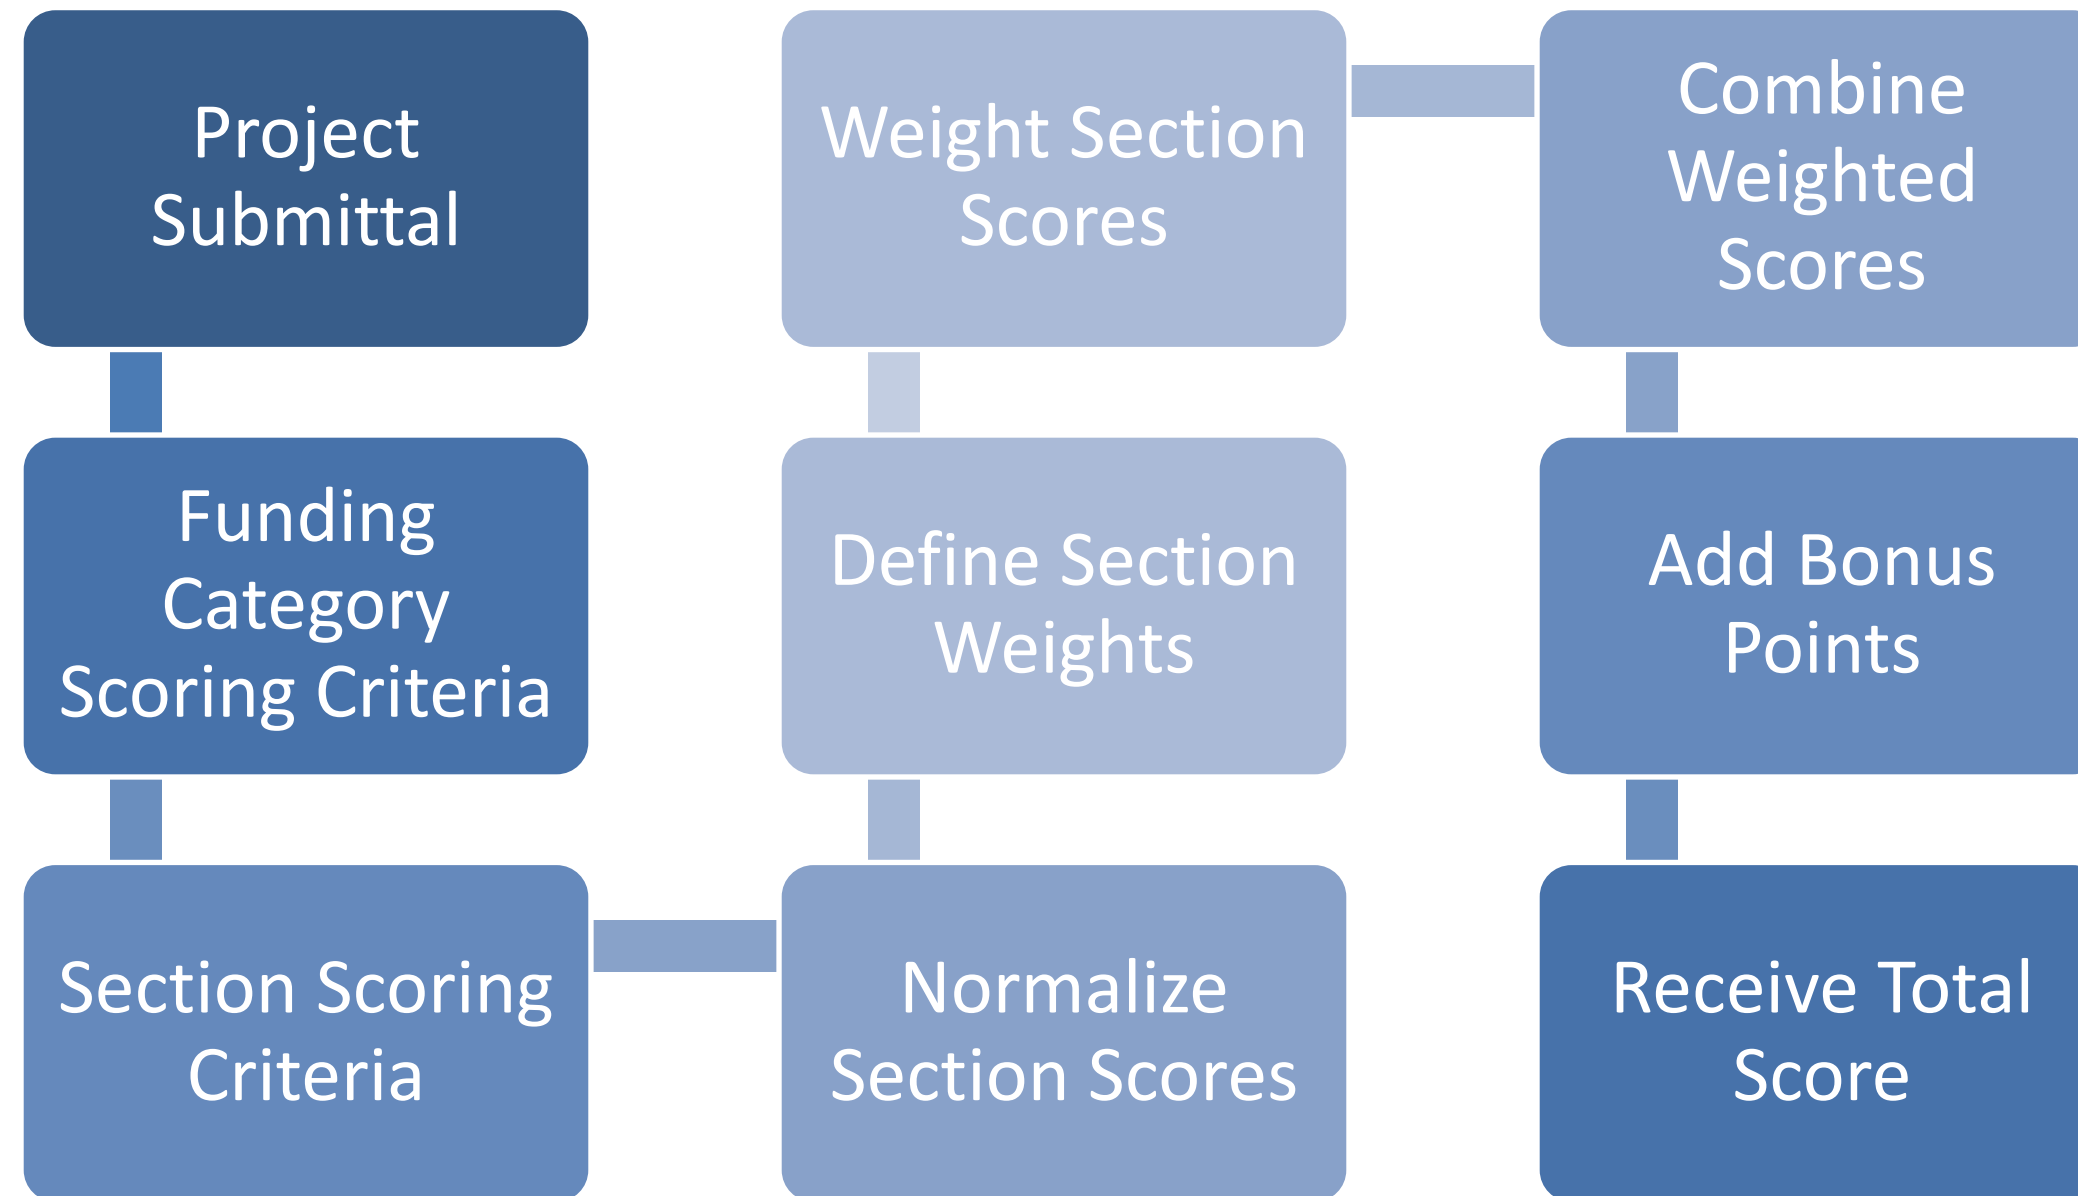 Project
Submittal
Funding
Category
Scoring Criteria
Section Scoring
Criteria
Normalize
Section Scores
Define Section
Weights
Weight Section
Scores
Combine
Weighted
Scores
Add Bonus
Points
Receive Total
Score